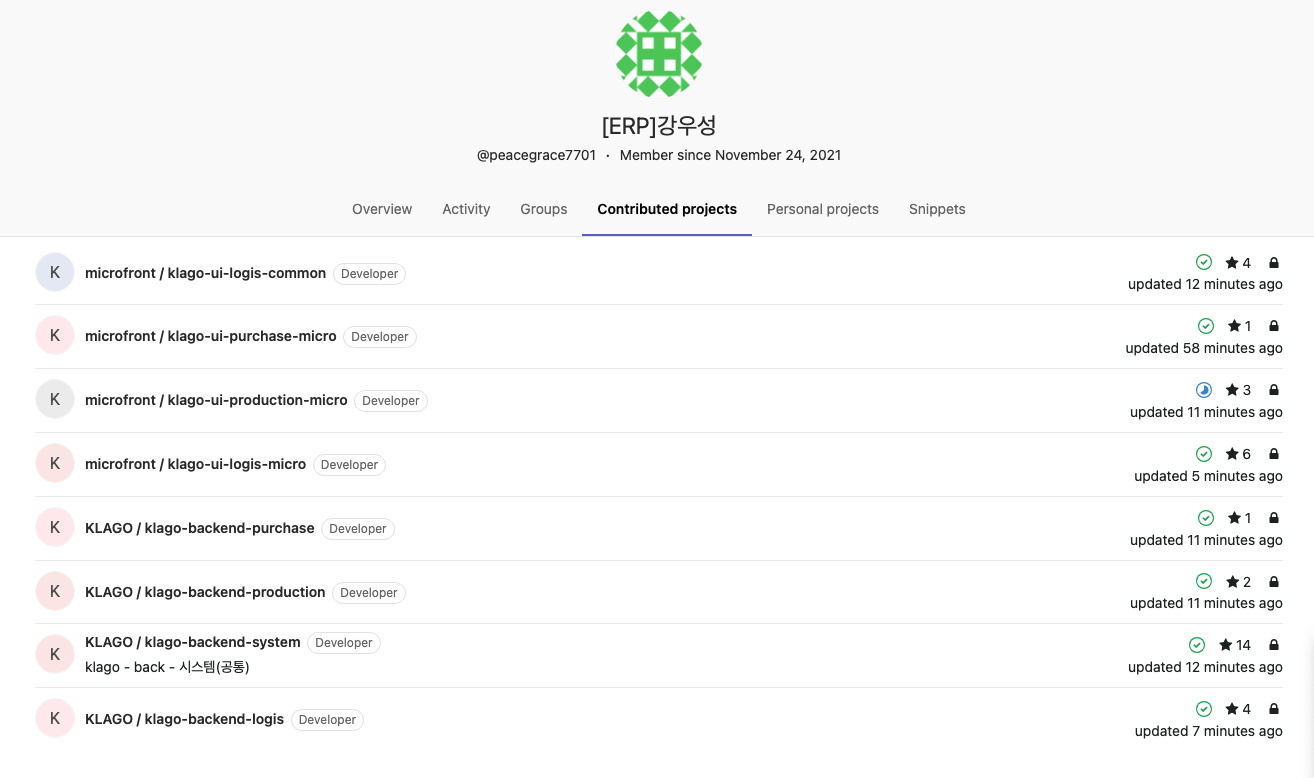 [ERP]강우성
@peacegrace7701 · Member since November 24, 2021
Overview Activity Groups Contributed projects Personal projects Snippets
K microfront / klago-ui-logis-common Developer 4
updated 12 minutes ago
K microfront / klago-ui-purchase-micro Developer 1
updated 58 minutes ago
K microfront / klago-ui-production-micro Developer 3
updated 11 minutes ago
K microfront / klago-ui-logis-micro Developer 6
updated 5 minutes ago
K KLAGO / klago-backend-purchase Developer 1
updated 11 minutes ago
K KLAGO / klago-backend-production Developer 2
updated 11 minutes ago
K KLAGO / klago-backend-system Developer 14
klago - back - 시스템(공통) updated 12 minutes ago
K KLAGO / klago-backend-logis Developer 4
updated 7 minutes ago